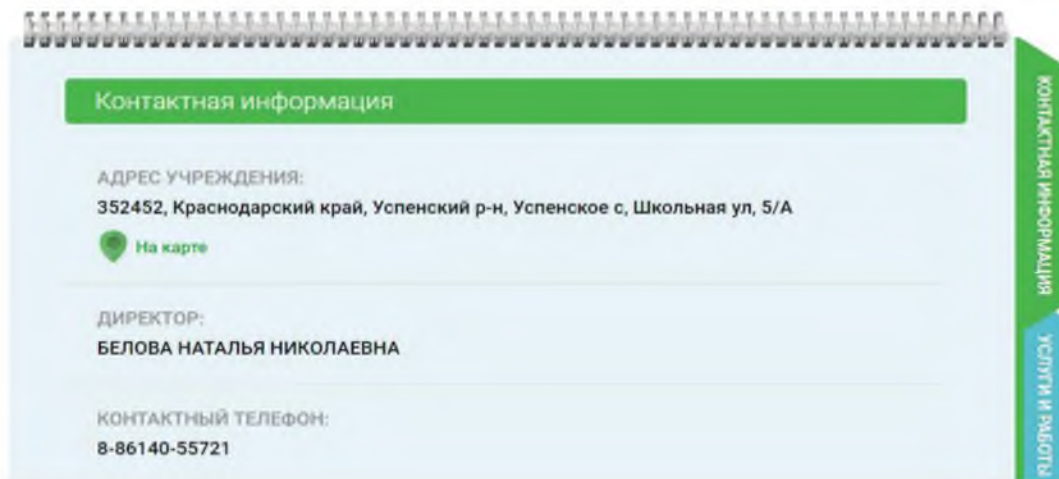 Контактная информация
АДРЕС УЧРЕЖДЕНИЯ:
352452, Краснодарский край, Успенский р-н, Успенское с, Школьная ул, 5/А
На карте
ДИРЕКТОР:
БЕЛОВА НАТАЛЬЯ НИКОЛАЕВНА
КОНТАКТНЫЙ ТЕЛЕФОН:
8-86140-55721
КОНТАКТНАЯ ИНФОРМАЦИЯ
УСЛУГИ И РАБОТЫ